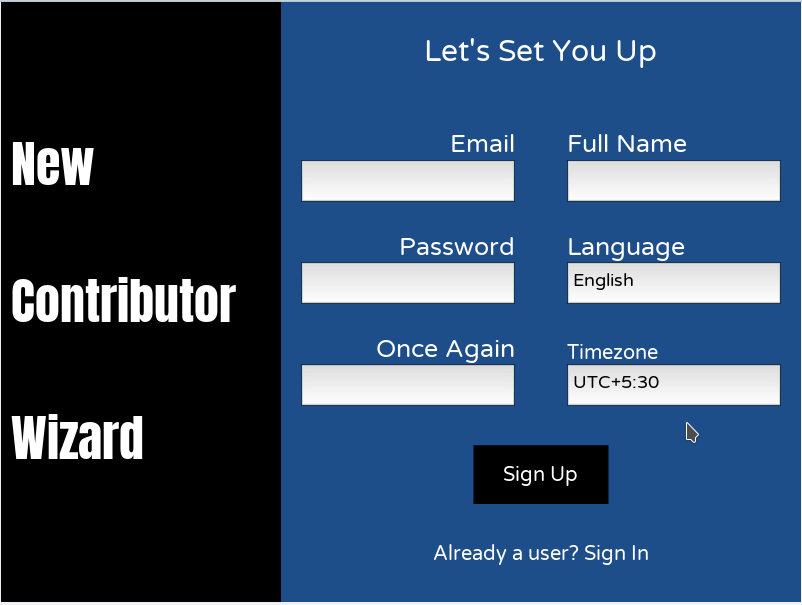 New
Contributor
Wizard
Let's Set You Up
Email
Full Name
Password
Language
English
Once Again
Timezone
UTC+5:30
Sign Up
Already a user? Sign In